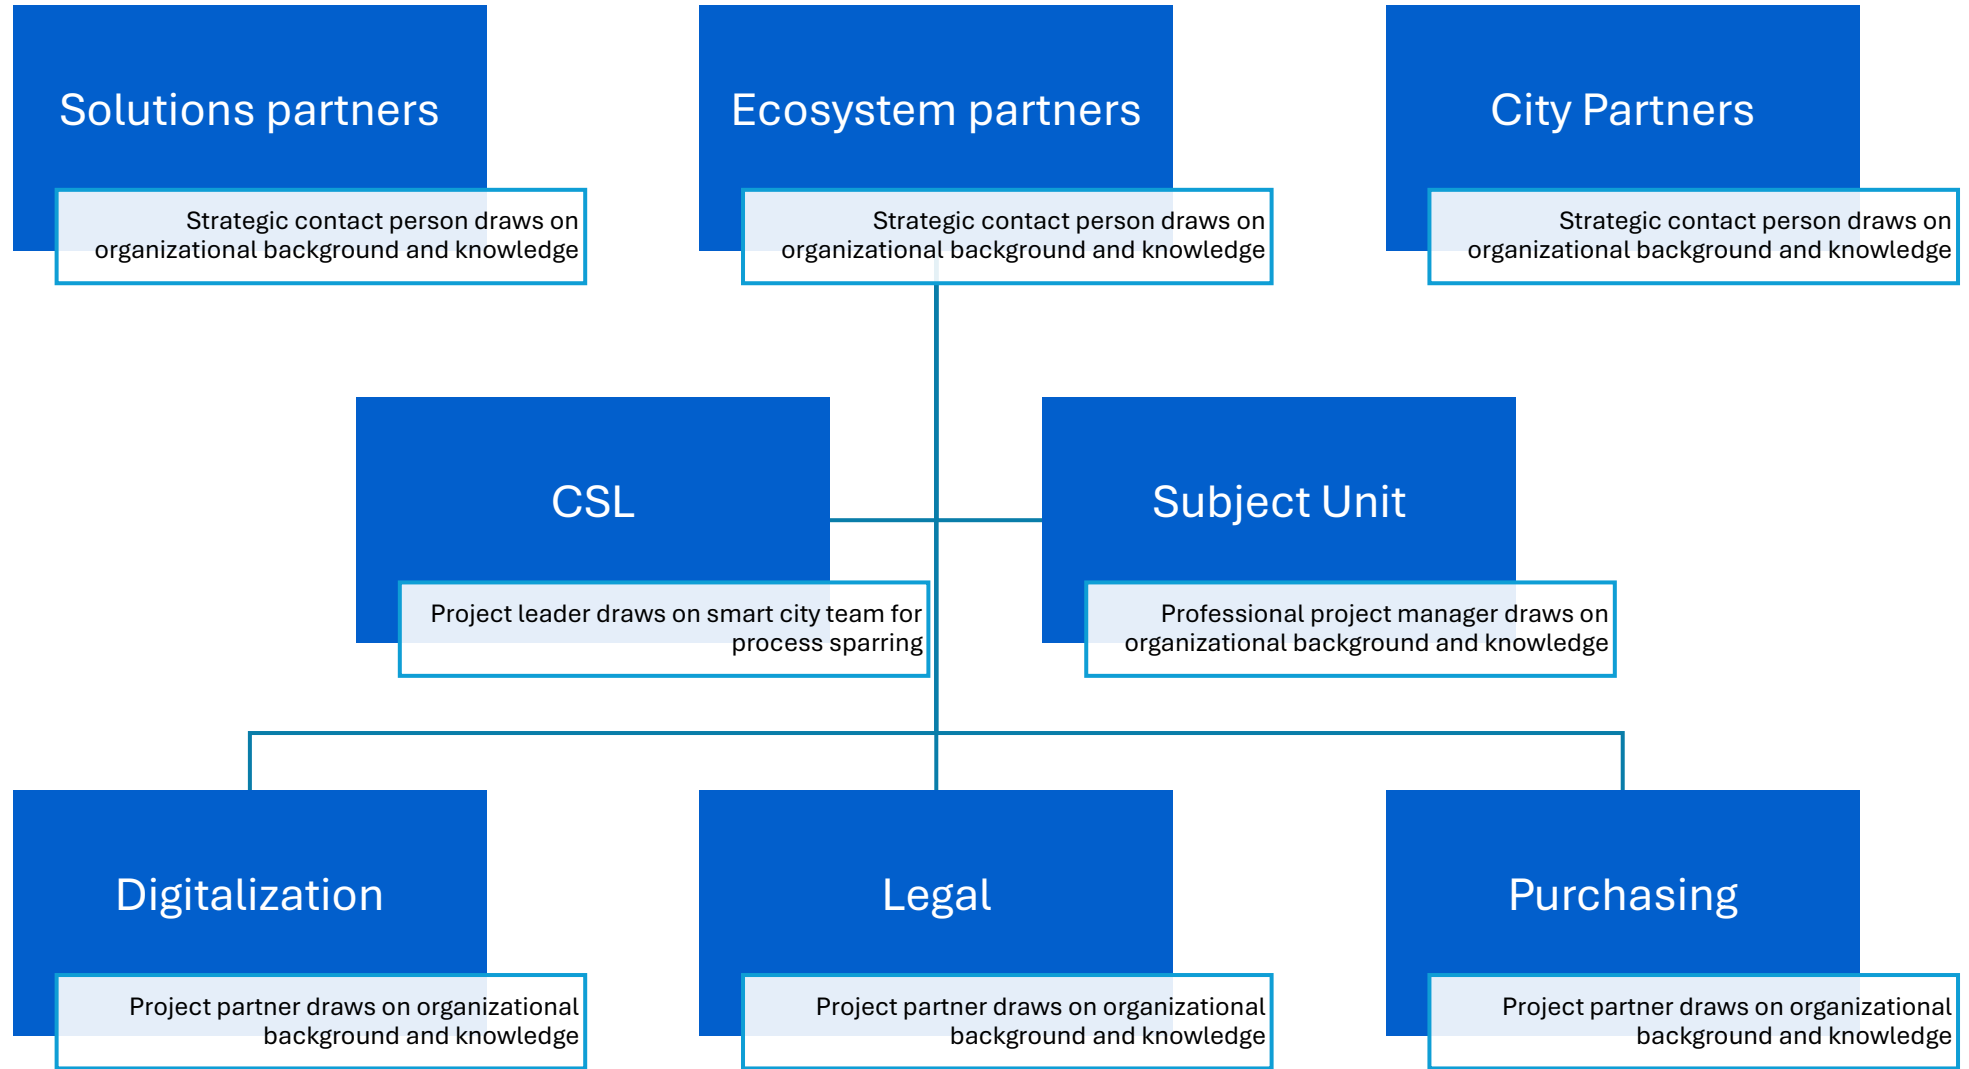 Solutions partners
Strategic contact person draws on
organizational background and knowledge
Ecosystem partners
Strategic contact person draws on
organizational background and knowledge
City Partners
Strategic contact person draws on
organizational background and knowledge
CSL
Project leader draws on smart city team for
process sparring
Subject Unit
Professional project manager draws on
organizational background and knowledge
Digitalization
Project partner draws on organizational
background and knowledge
Legal
Project partner draws on organizational
background and knowledge
Purchasing
Project partner draws on organizational
background and knowledge